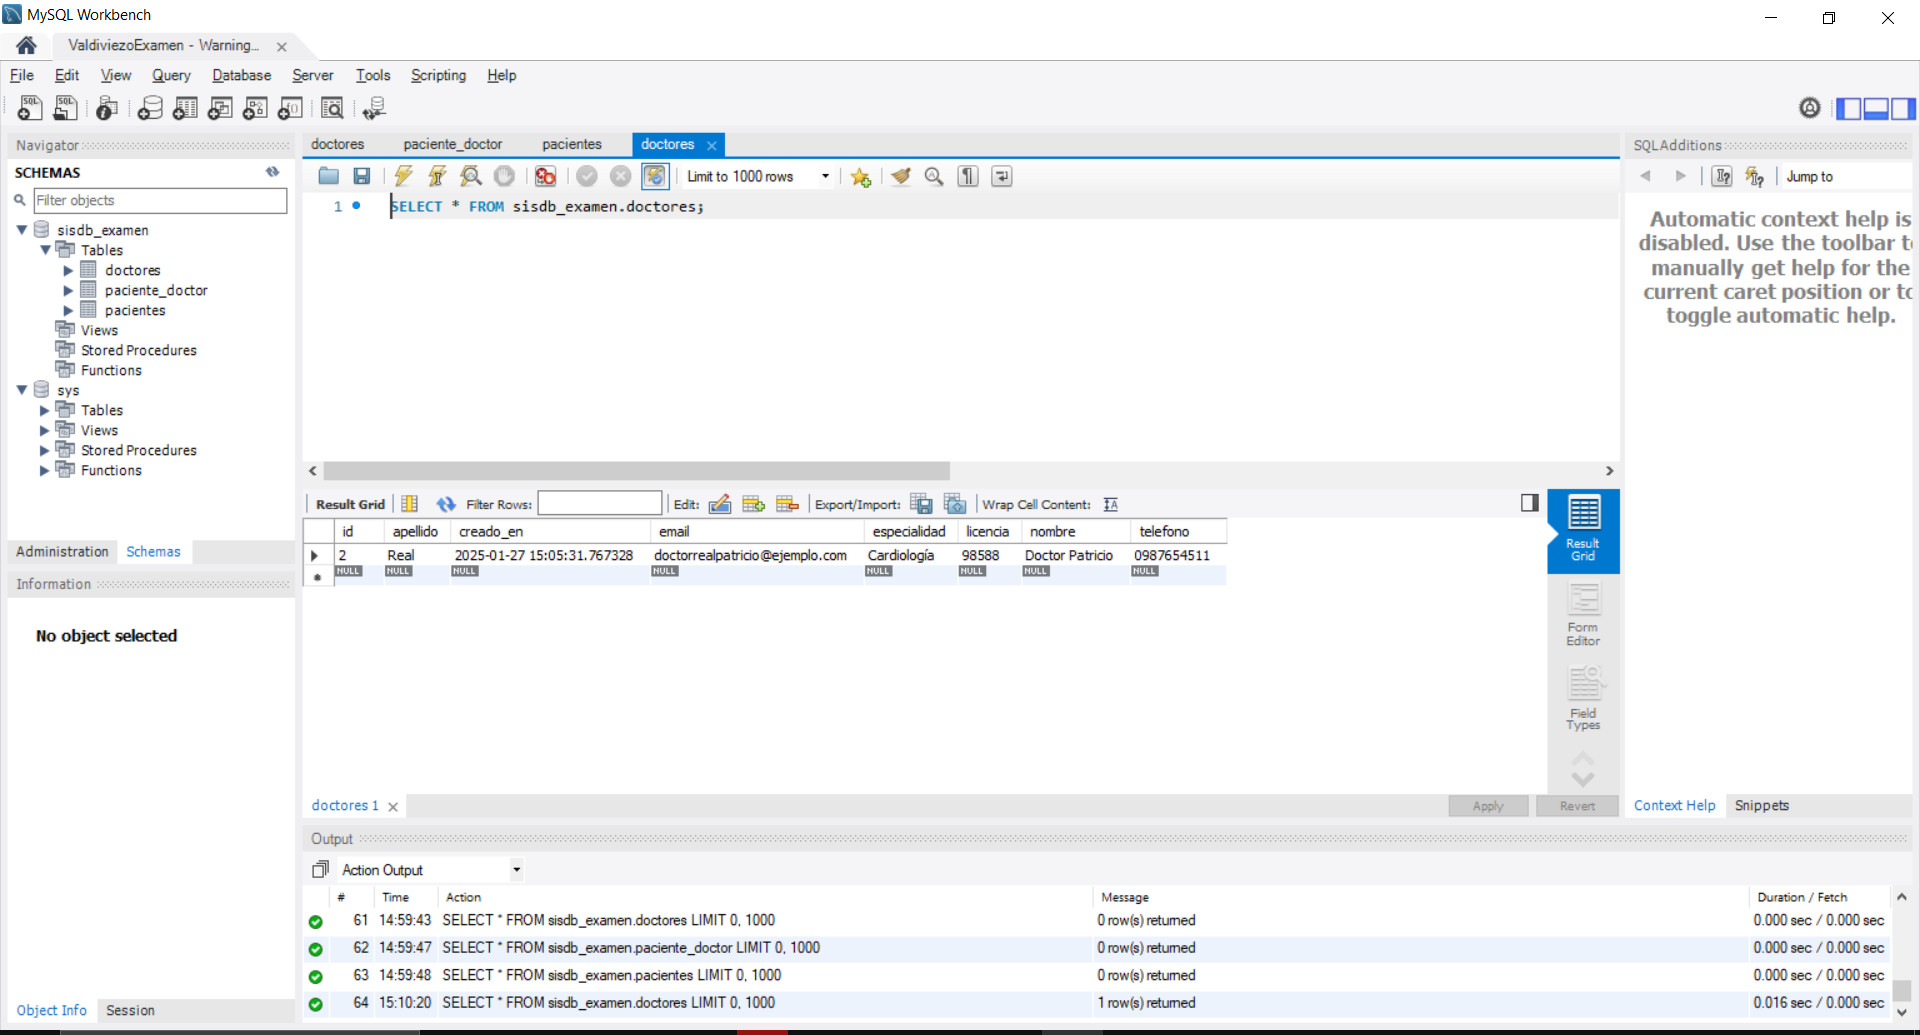 MySQL Workbench
ValdiviezoExamen - Warning...
File Edit View Query Database Server Tools Scripting Help
Navigator
SCHEMAS
Filter objects
sisdb_examen
Tables
doctores
paciente_doctor
pacientes
Views
Stored Procedures
Functions
sys
Tables
Views
Stored Procedures
Functions
Administration Schemas
Information
No object selected
Object Info Session
doctores paciente_doctor pacientes doctores
Limit to 1000 rows
1 SELECT * FROM sisdb_examen.doctores;
Result Grid Filter Rows: Edit: Export/Import: Wrap Cell Content:
id apellido creado_en email especialidad licencia nombre telefono
2 Real 2025-01-27 15:05:31.767328 doctorrealpatricio@ejemplo.com Cardiología 98588 Doctor Patricio 0987654511
NULL NULL NULL NULL NULL NULL NULL NULL
Result Grid
Form Editor
Field Types
doctores 1 Apply Revert
SQLAdditions
Jump to
Automatic context help is
disabled. Use the toolbar to
manually get help for the
current caret position or to
toggle automatic help.
Context Help Snippets
Output
Action Output
# Time Action Message Duration / Fetch
61 14:59:43 SELECT * FROM sisdb_examen.doctores LIMIT 0, 1000 0 row(s) returned 0.000 sec / 0.000 sec
62 14:59:47 SELECT * FROM sisdb_examen.paciente_doctor LIMIT 0, 1000 0 row(s) returned 0.000 sec / 0.000 sec
63 14:59:48 SELECT * FROM sisdb_examen.pacientes LIMIT 0, 1000 0 row(s) returned 0.000 sec / 0.000 sec
64 15:10:20 SELECT * FROM sisdb_examen.doctores LIMIT 0, 1000 1 row(s) returned 0.016 sec / 0.000 sec